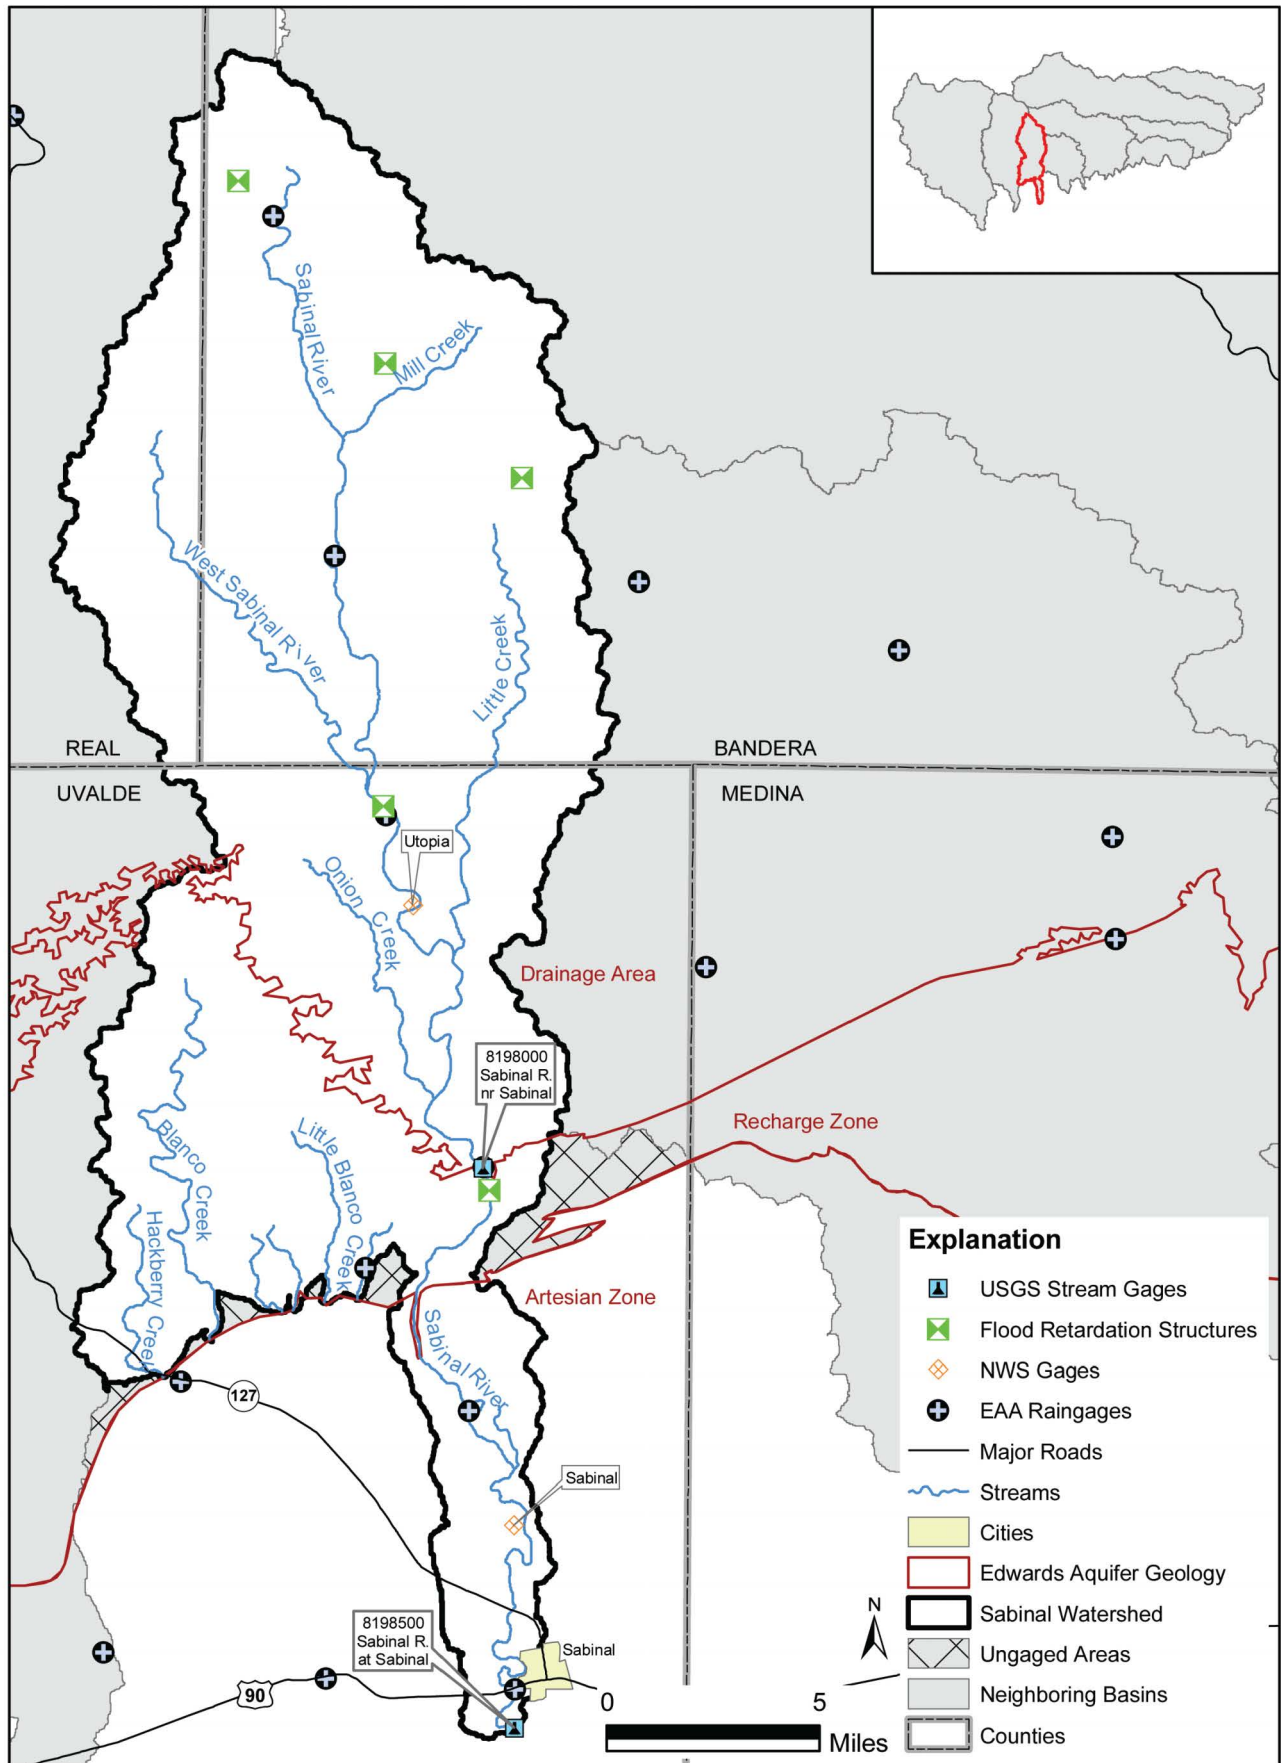 Sabinal River
Mill Creek
West Sabinal River
Little Creek
REAL
BANDERA
UVALDE
MEDINA
Utopia
Onion Creek
Drainage Area
8198000
Sabinal R.
nr Sabinal
Recharge Zone
Blanco Creek
Little Blanco Creek
Hackberry Creek
Artesian Zone
Sabinal River
127
Sabinal
8198500
Sabinal R.
at Sabinal
Sabinal
90
N
0 5
Miles
Explanation
USGS Stream Gages
Flood Retardation Structures
NWS Gages
EAA Raingages
Major Roads
Streams
Cities
Edwards Aquifer Geology
Sabinal Watershed
Ungaged Areas
Neighboring Basins
Counties